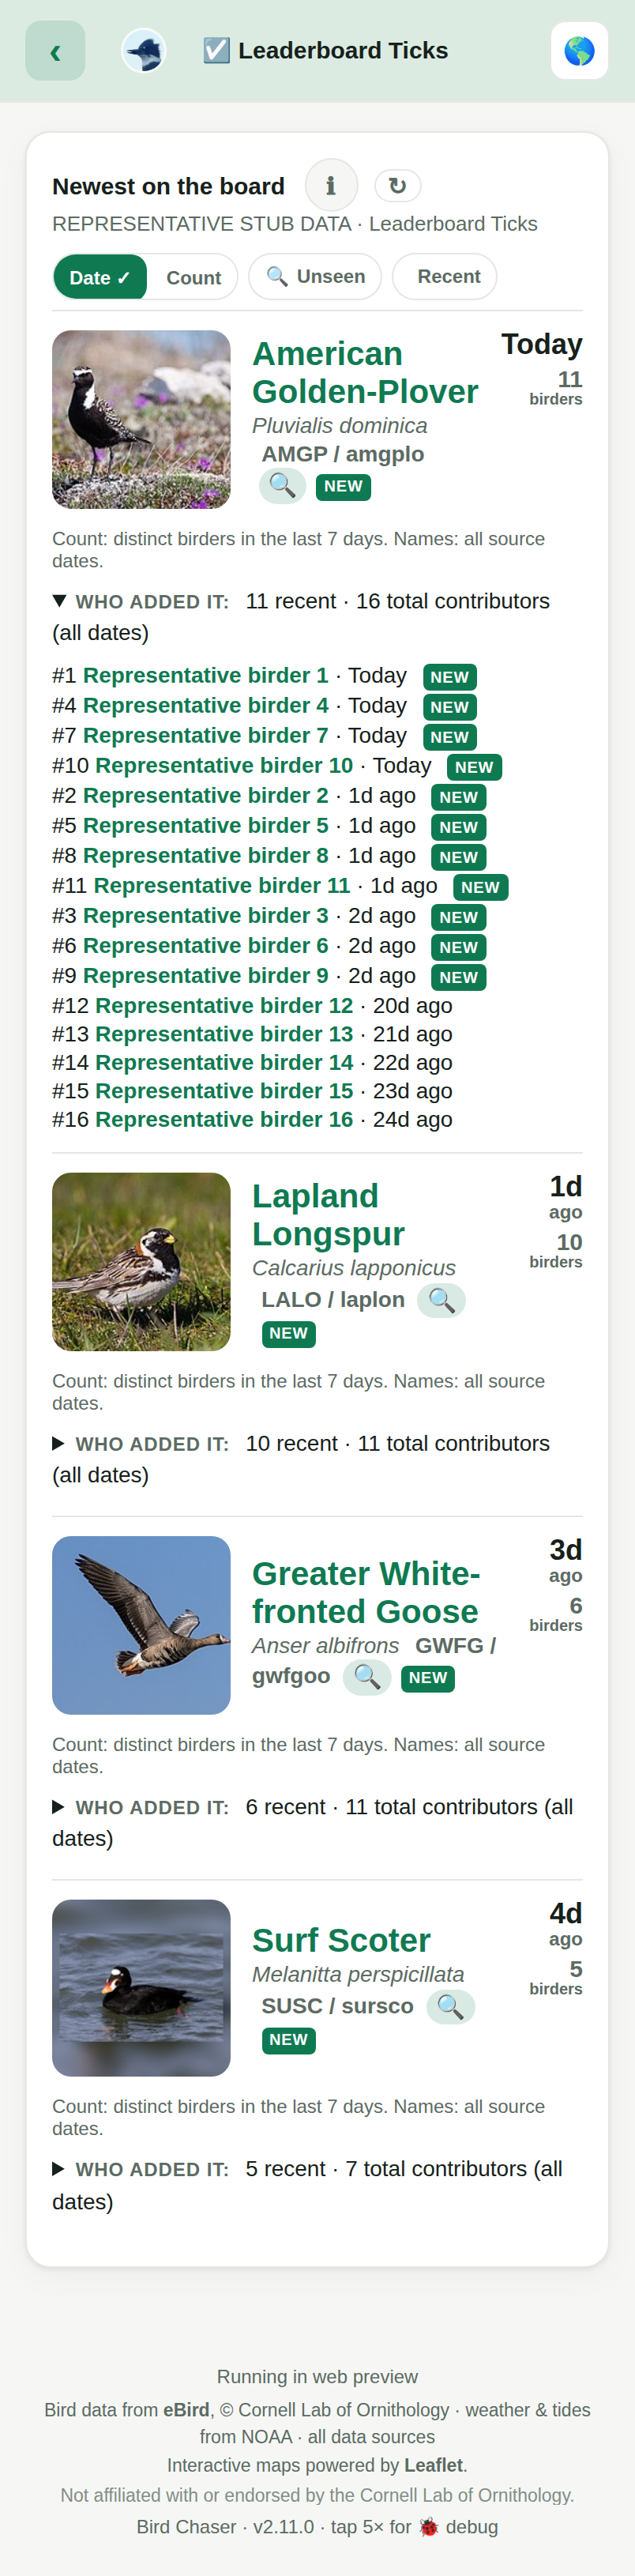 ‹ ☑️ Leaderboard Ticks 🌎
Newest on the board ℹ ↻
REPRESENTATIVE STUB DATA · Leaderboard Ticks
Date ✓ Count 🔍 Unseen Recent
American
Golden-Plover
Pluvialis dominica
AMGP / amgplo
🔍 NEW
Today
11
birders
Count: distinct birders in the last 7 days. Names: all source
dates.
▼ WHO ADDED IT: 11 recent · 16 total contributors
(all dates)
#1 Representative birder 1 · Today NEW
#4 Representative birder 4 · Today NEW
#7 Representative birder 7 · Today NEW
#10 Representative birder 10 · Today NEW
#2 Representative birder 2 · 1d ago NEW
#5 Representative birder 5 · 1d ago NEW
#8 Representative birder 8 · 1d ago NEW
#11 Representative birder 11 · 1d ago NEW
#3 Representative birder 3 · 2d ago NEW
#6 Representative birder 6 · 2d ago NEW
#9 Representative birder 9 · 2d ago NEW
#12 Representative birder 12 · 20d ago
#13 Representative birder 13 · 21d ago
#14 Representative birder 14 · 22d ago
#15 Representative birder 15 · 23d ago
#16 Representative birder 16 · 24d ago
Lapland
Longspur
Calcarius lapponicus
LALO / laplon 🔍
NEW
1d
ago
10
birders
Count: distinct birders in the last 7 days. Names: all source
dates.
▶ WHO ADDED IT: 10 recent · 11 total contributors
(all dates)
Greater White-
fronted Goose
Anser albifrons GWFG /
gwfgoo 🔍 NEW
3d
ago
6
birders
Count: distinct birders in the last 7 days. Names: all source
dates.
▶ WHO ADDED IT: 6 recent · 11 total contributors (all
dates)
Surf Scoter
Melanitta perspicillata
SUSC / sursco 🔍
NEW
4d
ago
5
birders
Count: distinct birders in the last 7 days. Names: all source
dates.
▶ WHO ADDED IT: 5 recent · 7 total contributors (all
dates)
Running in web preview
Bird data from eBird, © Cornell Lab of Ornithology · weather & tides
from NOAA · all data sources
Interactive maps powered by Leaflet.
Not affiliated with or endorsed by the Cornell Lab of Ornithology.
Bird Chaser · v2.11.0 · tap 5× for 🐞 debug